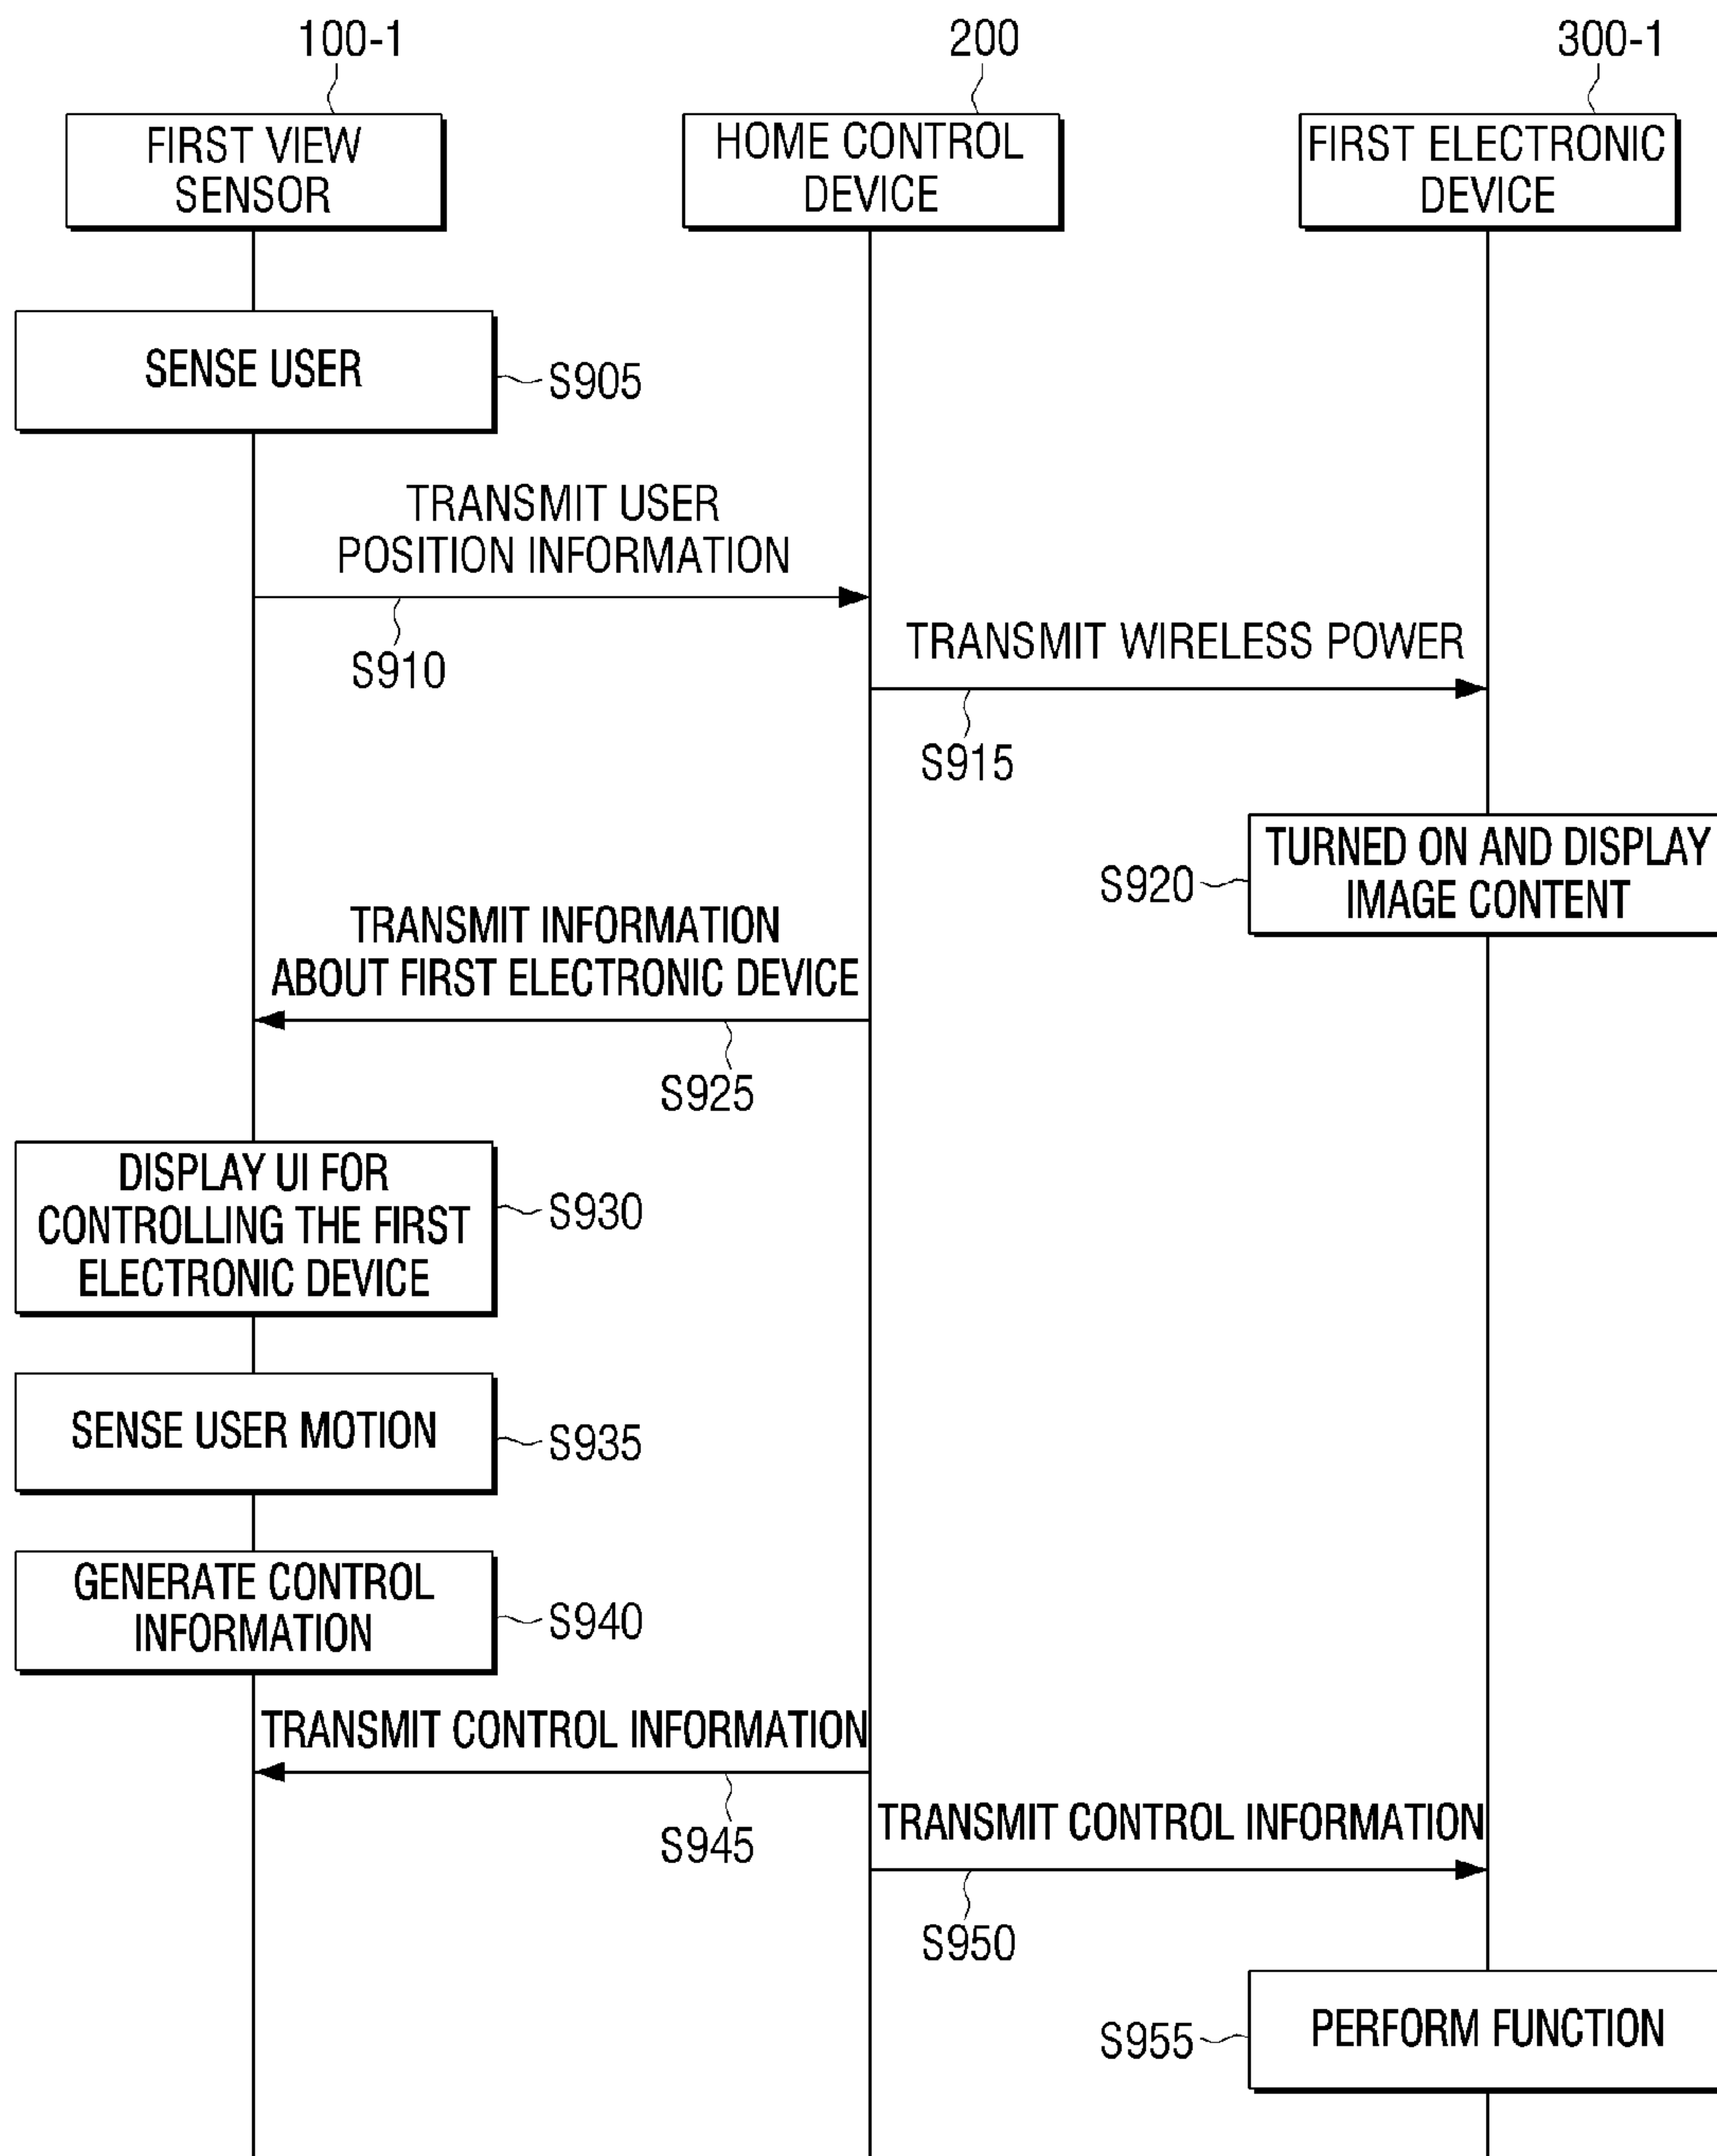 100-1
200
300-1
FIRST VIEW
SENSOR
HOME CONTROL
DEVICE
FIRST ELECTRONIC
DEVICE
SENSE USER
S905
TRANSMIT USER
POSITION INFORMATION
S910
TRANSMIT WIRELESS POWER
S915
TURNED ON AND DISPLAY
IMAGE CONTENT
S920
TRANSMIT INFORMATION
ABOUT FIRST ELECTRONIC DEVICE
S925
DISPLAY UI FOR
CONTROLLING THE FIRST
ELECTRONIC DEVICE
S930
SENSE USER MOTION
S935
GENERATE CONTROL
INFORMATION
S940
TRANSMIT CONTROL INFORMATION
S945
TRANSMIT CONTROL INFORMATION
S950
PERFORM FUNCTION
S955